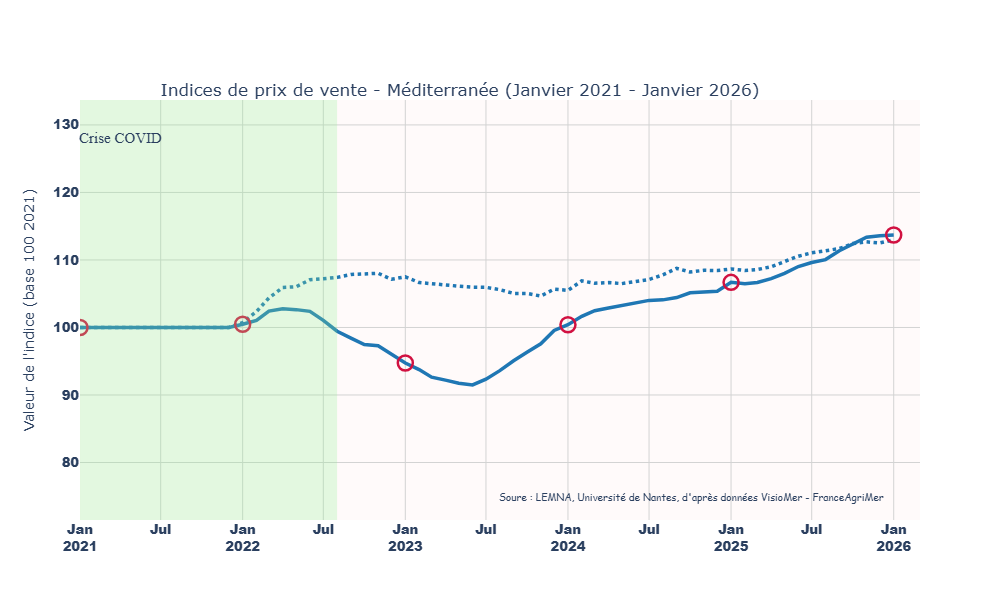 Indices de prix de vente - Méditerranée (Janvier 2021 - Janvier 2026)
130
Crise COVID
120
110
100
90
80
Valeur de l'indice (base 100 2021)
Soure : LEMNA, Université de Nantes, d'après données VisioMer - FranceAgriMer
Jan Jul Jan Jul Jan Jul Jan Jul Jan Jul Jan
2021 2022 2023 2024 2025 2026